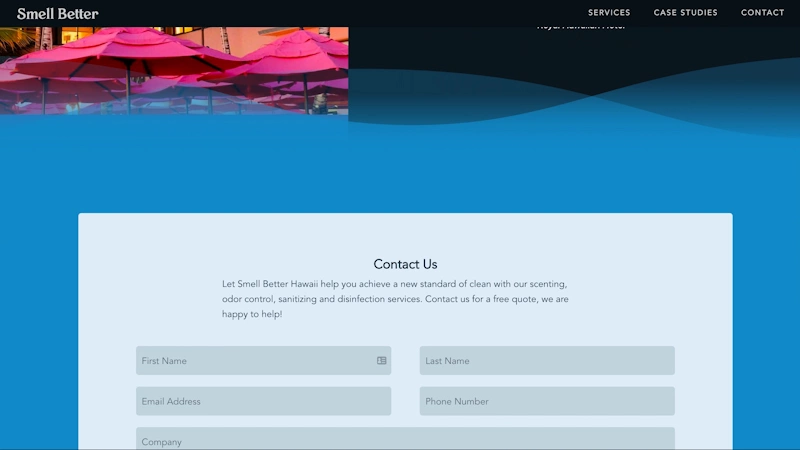 Smell Better
SERVICES
CASE STUDIES
CONTACT
Contact Us
Let Smell Better Hawaii help you achieve a new standard of clean with our scenting,
odor control, sanitizing and disinfection services. Contact us for a free quote, we are
happy to help!
First Name
Last Name
Email Address
Phone Number
Company